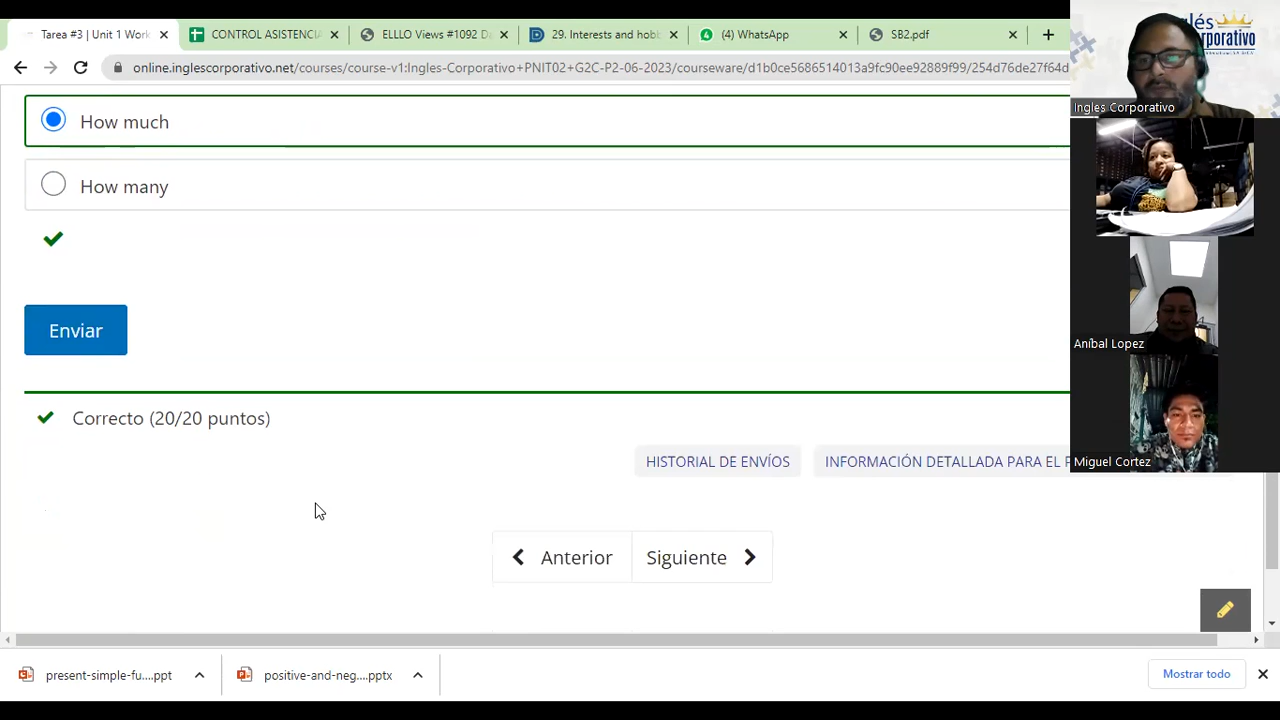 Tarea #3 | Unit 1 Work
CONTROL ASISTENCIA
ELLLO Views #1092 D
29. Interests and hobb
(4) WhatsApp
SB2.pdf
online.inglescorporativo.net/courses/course-v1:Ingles-Corporativo+PNT02+G2C-P2-06-2023/courseware/d1b0ce5686514013a9fc90ee92889f99/254d76de27f64d
How much
How many
Enviar
Correcto (20/20 puntos)
HISTORIAL DE ENVÍOS
INFORMACIÓN DETALLADA PARA EL P
Anterior
Siguiente
present-simple-fu....ppt
positive-and-neg....pptx
Mostrar todo
Ingles Corporativo
Aníbal Lopez
Miguel Cortez